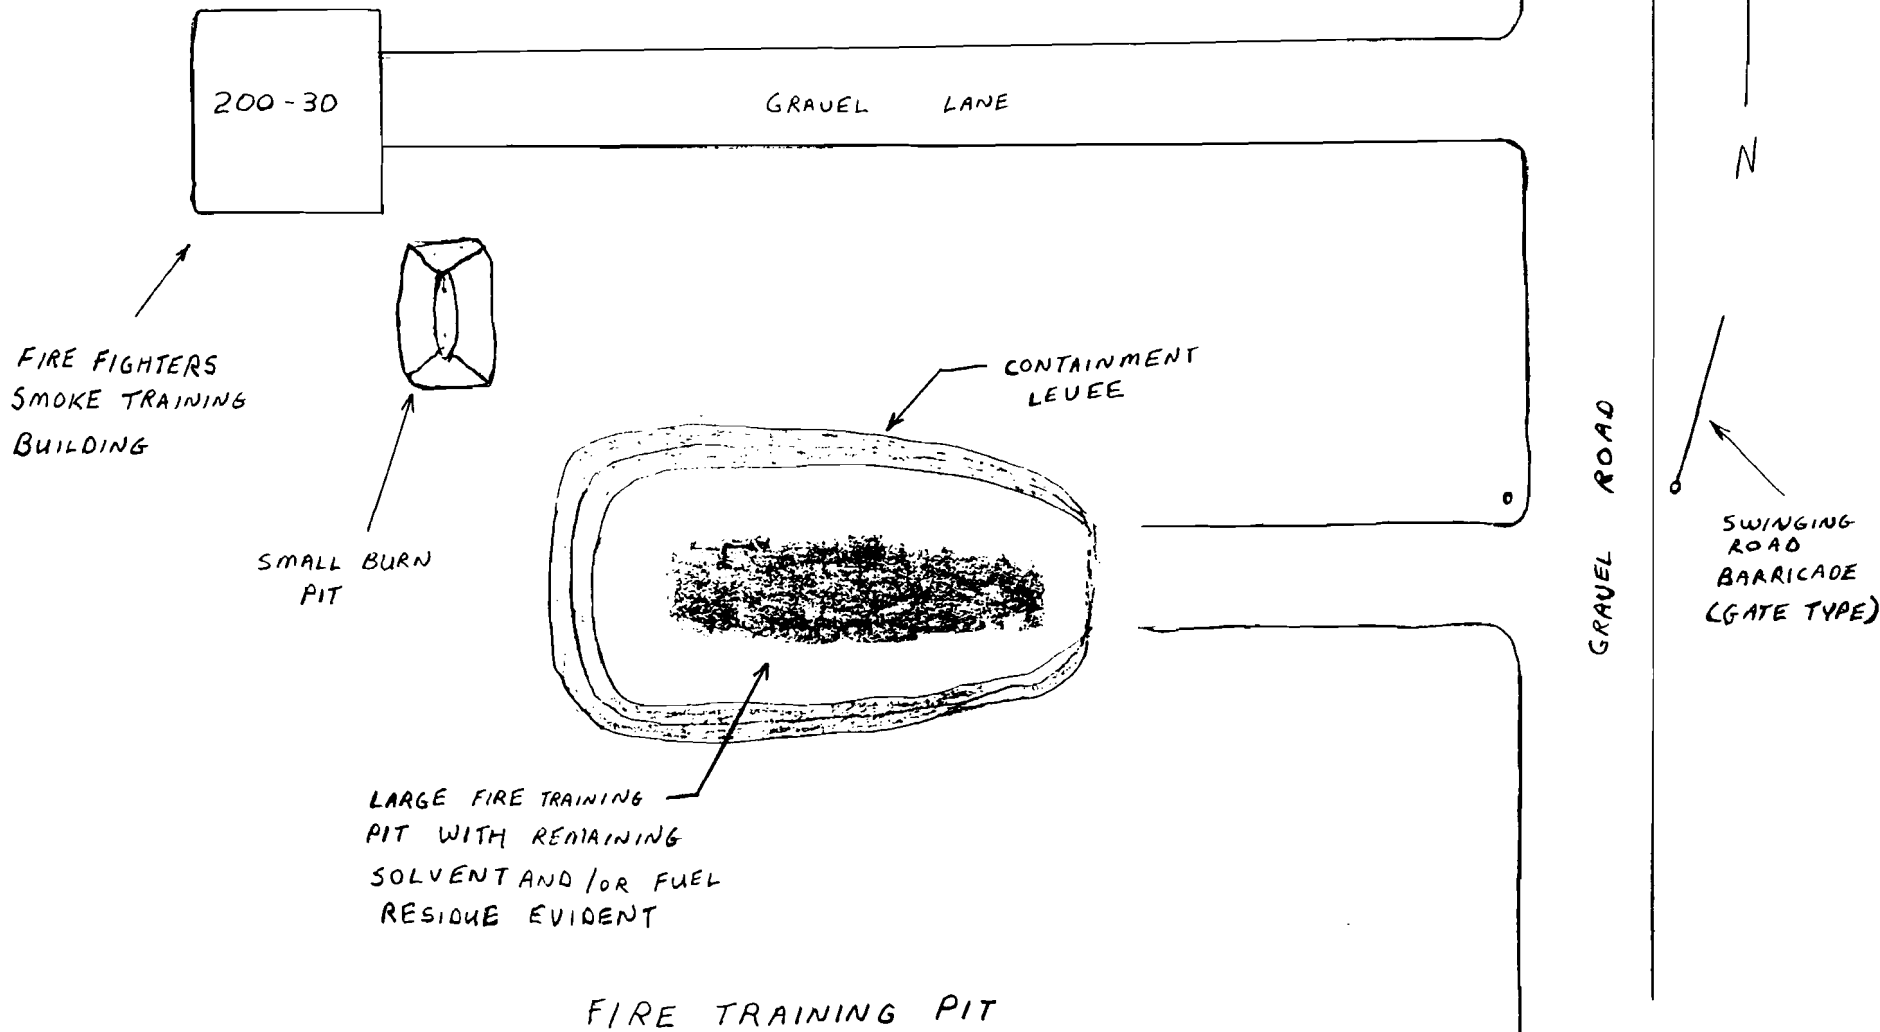 200-30
GRAVEL LANE
N
FIRE FIGHTERS
SMOKE TRAINING
BUILDING
CONTAINMENT
LEVEE
GRAVEL ROAD
SWINGING
ROAD
BARRICADE
(GATE TYPE)
SMALL BURN
PIT
LARGE FIRE TRAINING
PIT WITH REMAINING
SOLVENT AND/OR FUEL
RESIDUE EVIDENT
FIRE TRAINING PIT